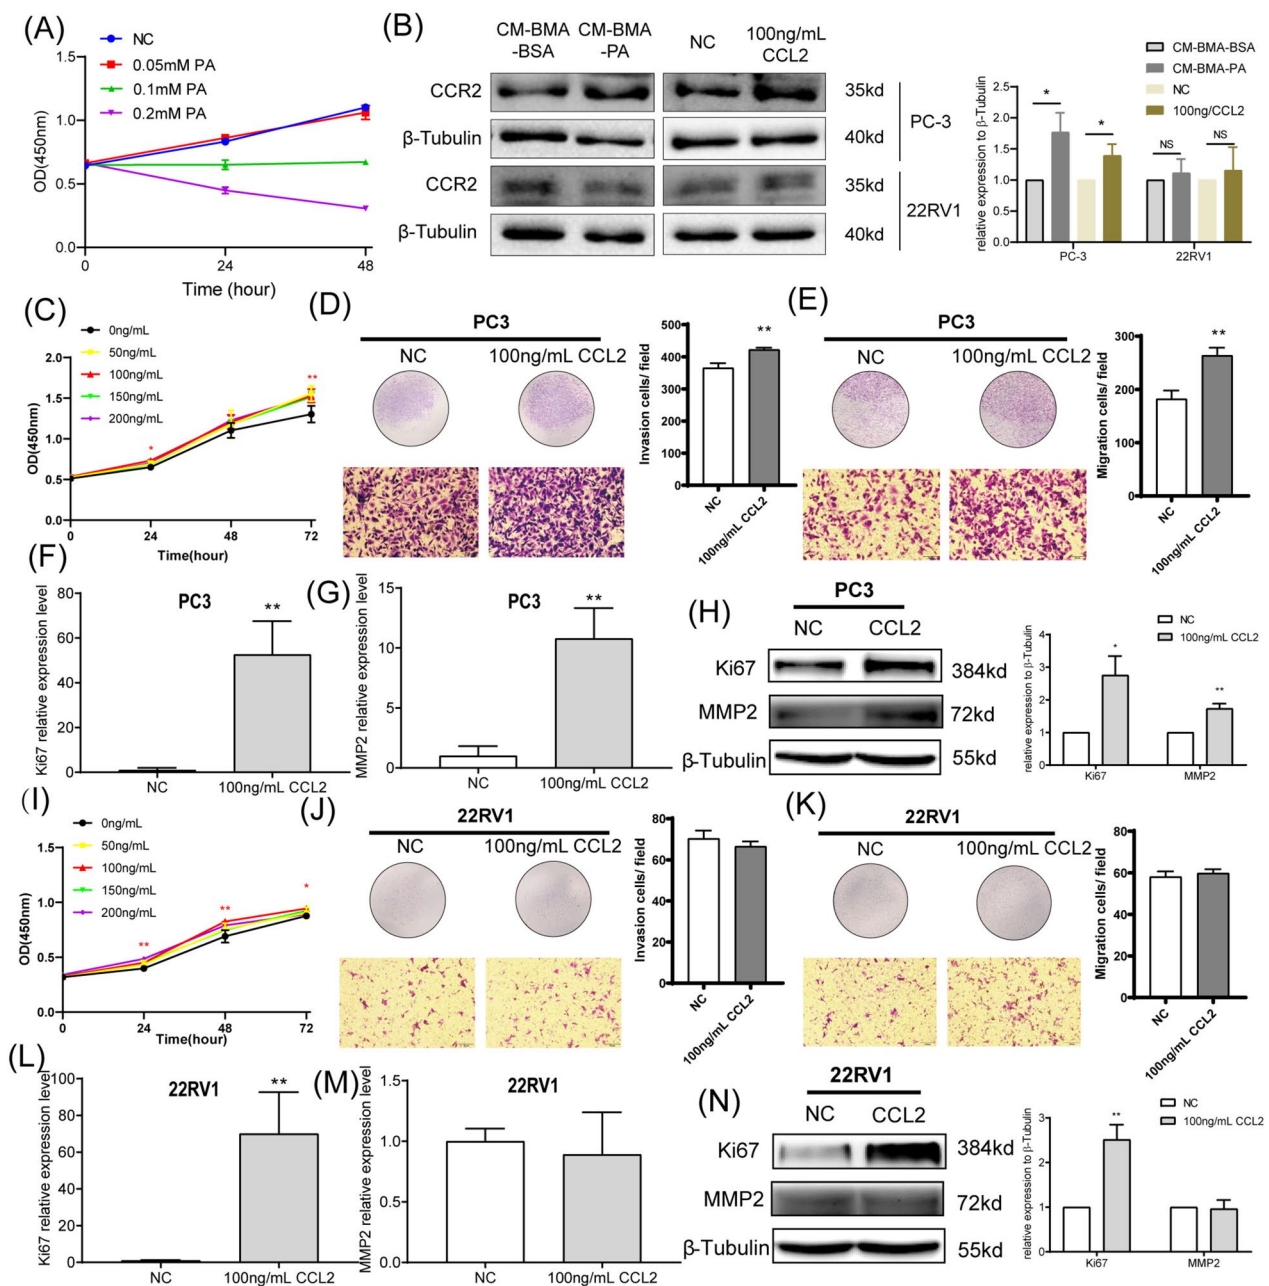 (A)
NC
0.05mM PA
0.1mM PA
0.2mM PA
OD(450nm)
1.5
1.0
0.5
0.0
0
24
48
Time (hour)
(B)
CM-BMA
-BSA
CM-BMA
-PA
NC
100ng/mL
CCL2
CCR2
35kd
β-Tubulin
40kd
PC-3
CCR2
35kd
β-Tubulin
40kd
22RV1
CM-BMA-BSA
CM-BMA-PA
NC
100ng/CCL2
relative expression to β-Tubulin
2.5
2.0
1.5
1.0
0.5
0.0
*
*
NS
NS
PC-3
22RV1
(C)
0ng/mL
50ng/mL
100ng/mL
150ng/mL
200ng/mL
OD(450nm)
2.0
1.5
1.0
0.5
0.0
*
**
0
24
48
72
Time(hour)
(D)
PC3
NC
100ng/mL CCL2
Invasion cells/ field
500
400
300
200
100
0
**
NC
100ng/mL CCL2
(E)
PC3
NC
100ng/mL CCL2
Migration cells/ field
300
200
100
0
**
NC
100ng/mL CCL2
(F)
PC3
Ki67 relative expression level
80
60
40
20
0
**
NC
100ng/mL CCL2
(G)
PC3
MMP2 relative expression level
15
10
5
0
**
NC
100ng/mL CCL2
(H)
PC3
NC
CCL2
Ki67
384kd
MMP2
72kd
β-Tubulin
55kd
NC
100ng/mL CCL2
relative expression to β-Tubulin
4
3
2
1
0
*
**
Ki67
MMP2
(I)
0ng/mL
50ng/mL
100ng/mL
150ng/mL
200ng/mL
OD(450nm)
1.5
1.0
0.5
0.0
**
**
*
0
24
48
72
Time(hour)
(J)
22RV1
NC
100ng/mL CCL2
Invasion cells/ field
80
60
40
20
0
NC
100ng/mL CCL2
(K)
22RV1
NC
100ng/mL CCL2
Migration cells/ field
80
60
40
20
0
NC
100ng/mL CCL2
(L)
22RV1
Ki67 relative expression level
100
80
60
40
20
0
**
NC
100ng/mL CCL2
(M)
22RV1
MMP2 relative expression level
1.5
1.0
0.5
0.0
NC
100ng/mL CCL2
(N)
22RV1
NC
CCL2
Ki67
384kd
MMP2
72kd
β-Tubulin
55kd
NC
100ng/mL CCL2
relative expression to β-Tubulin
3
2
1
0
**
Ki67
MMP2